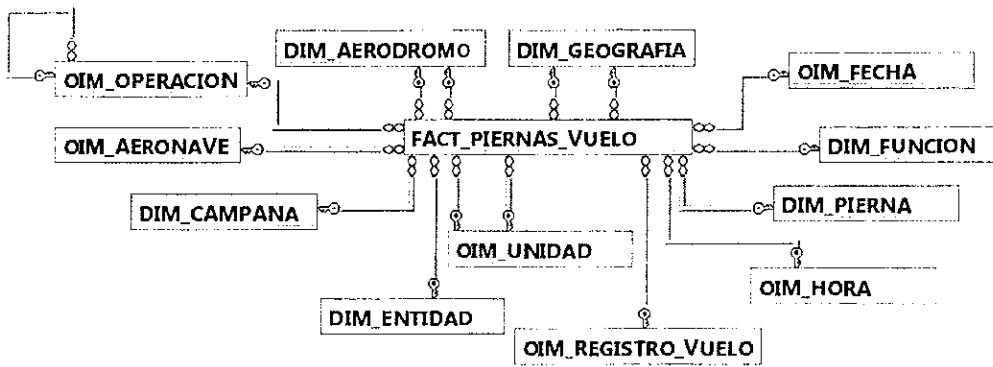 DIM_AERODROMO
DIM_GEOGRAFIA
OIM_OPERACION
OIM_FECHA
FACT_PIERNAS_VUELO
OIM_AERONAVE
DIM_FUNCION
DIM_CAMPANA
DIM_PIERNA
OIM_UNIDAD
OIM_HORA
DIM_ENTIDAD
OIM_REGISTRO_VUELO